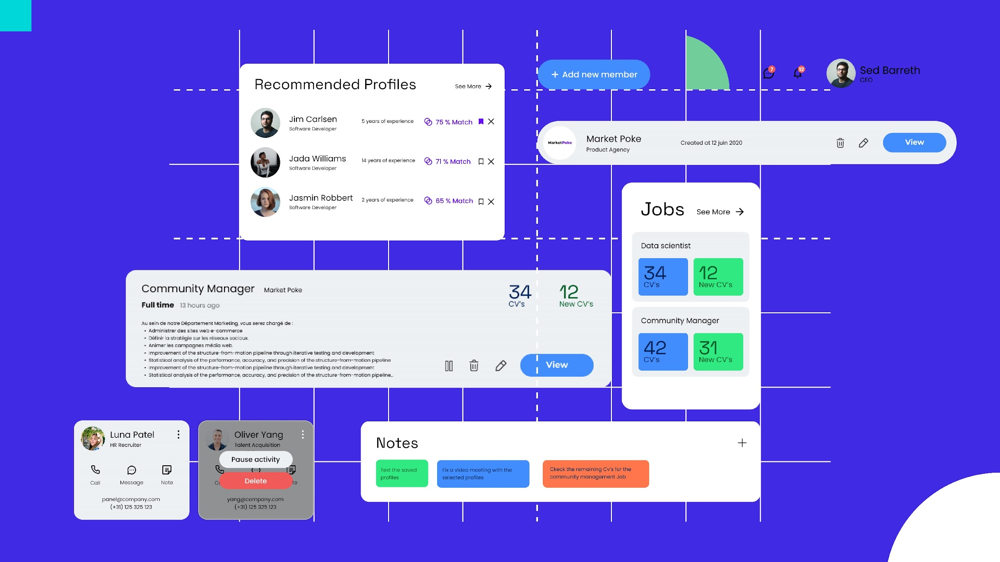 Recommended Profiles
See More
Jim Carlsen
Software Developer
5 years of experience
75 % Match
Jada Williams
Software Developer
14 years of experience
71 % Match
Jasmin Robbert
Software Developer
2 years of experience
65 % Match
+ Add new member
7
12
Sed Barreth
CEO
MarketPoke
Market Poke
Product Agency
Created at 12 juin 2020
View
Jobs
See More
Data scientist
34
CV's
12
New CV's
Community Manager
42
CV's
31
New CV's
Community Manager
Market Poke
Full time
13 hours ago
34
CV's
12
New CV's
Au sein de notre Département Marketing, vous serez chargé de :
• Administrer des sites web e-commerce
• Définir la stratégie sur les réseaux sociaux.
• Animer les campagnes média web.
• Improvement of the structure-from-motion pipeline through iterative testing and development
• Statistical analysis of the performance, accuracy, and precision of the structure-from-motion pipeline
• Improvement of the structure-from-motion pipeline through iterative testing and development
• Statistical analysis of the performance, accuracy, and precision of the structure-from-motion pipeline...
View
Luna Patel
HR Recruiter
Call
Message
Note
panel@company.com
(+31) 125 325 123
Oliver Yang
Talent Acquisition
Pause activity
Delete
yang@company.com
(+31) 125 325 123
Notes
Text the saved
profiles
Fix a video meeting with the
selected profiles
Ckeck the remaining Cv's for the
community management Job